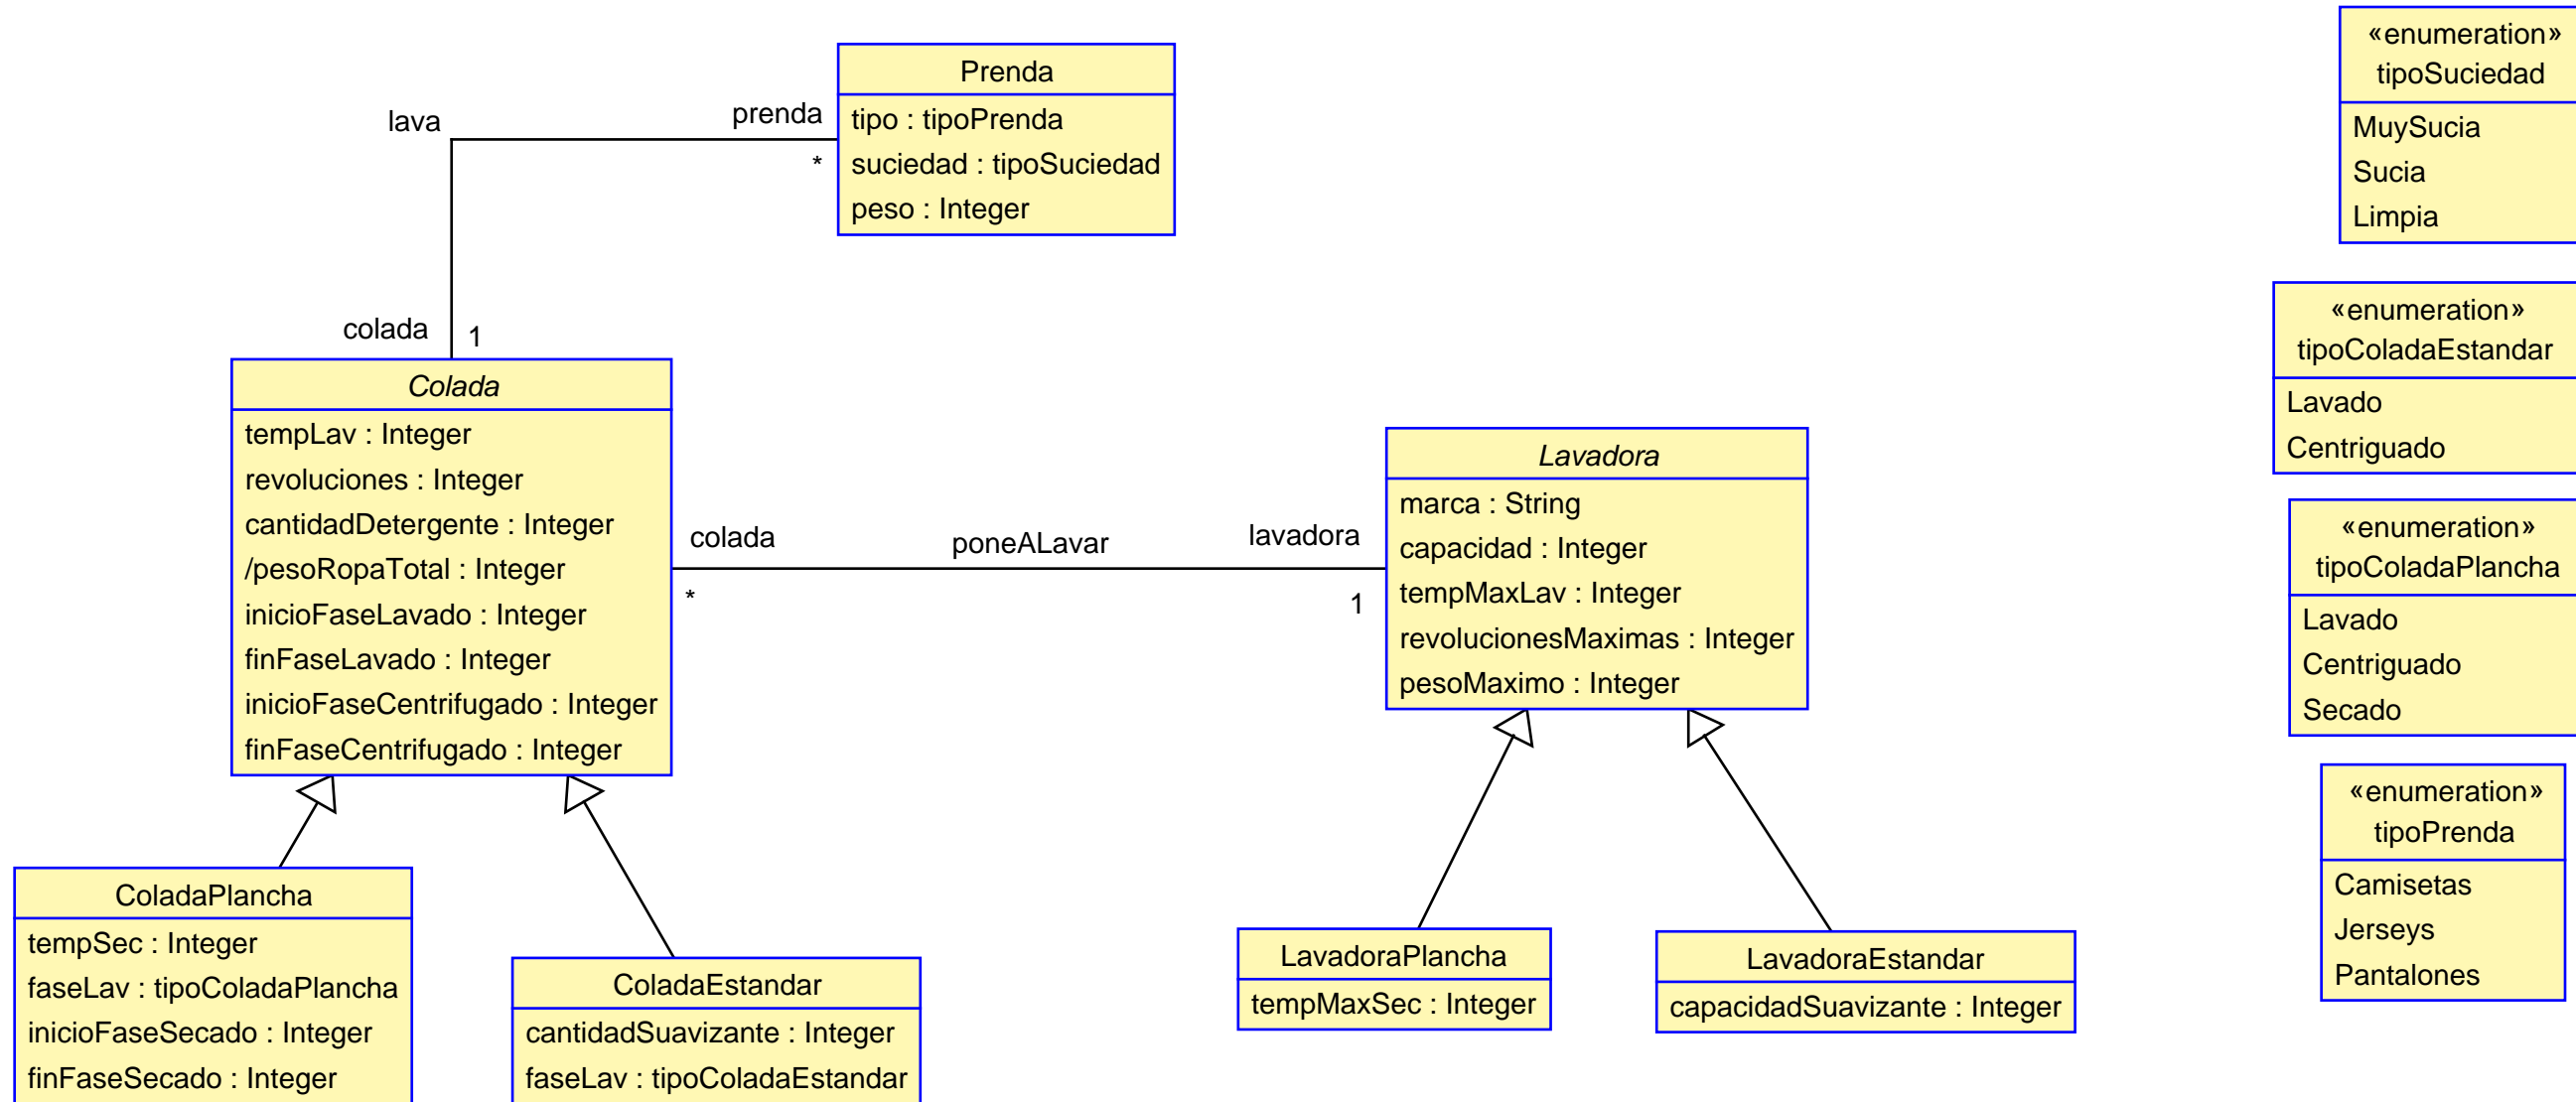 «enumeration»
tipoSuciedad
MuySucia
Sucia
Limpia
Prenda
tipo : tipoPrenda
suciedad : tipoSuciedad
peso : Integer
lava
prenda
*
colada
1
Colada
tempLav : Integer
revoluciones : Integer
cantidadDetergente : Integer
/pesoRopaTotal : Integer
inicioFaseLavado : Integer
finFaseLavado : Integer
inicioFaseCentrifugado : Integer
finFaseCentrifugado : Integer
colada
*
poneALavar
lavadora
1
Lavadora
marca : String
capacidad : Integer
tempMaxLav : Integer
revolucionesMaximas : Integer
pesoMaximo : Integer
«enumeration»
tipoColadaEstandar
Lavado
Centriguado
«enumeration»
tipoColadaPlancha
Lavado
Centriguado
Secado
«enumeration»
tipoPrenda
Camisetas
Jerseys
Pantalones
ColadaPlancha
tempSec : Integer
faseLav : tipoColadaPlancha
inicioFaseSecado : Integer
finFaseSecado : Integer
ColadaEstandar
cantidadSuavizante : Integer
faseLav : tipoColadaEstandar
LavadoraPlancha
tempMaxSec : Integer
LavadoraEstandar
capacidadSuavizante : Integer